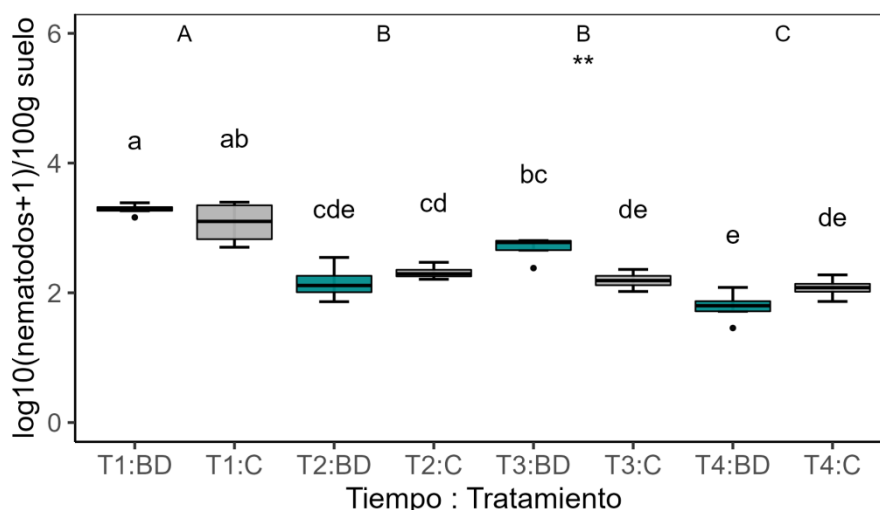 A B B C
**
6
4
2
0
a ab cde cd bc de e de
log10(nematodos+1)/100g suelo
T1:BD T1:C T2:BD T2:C T3:BD T3:C T4:BD T4:C
Tiempo : Tratamiento